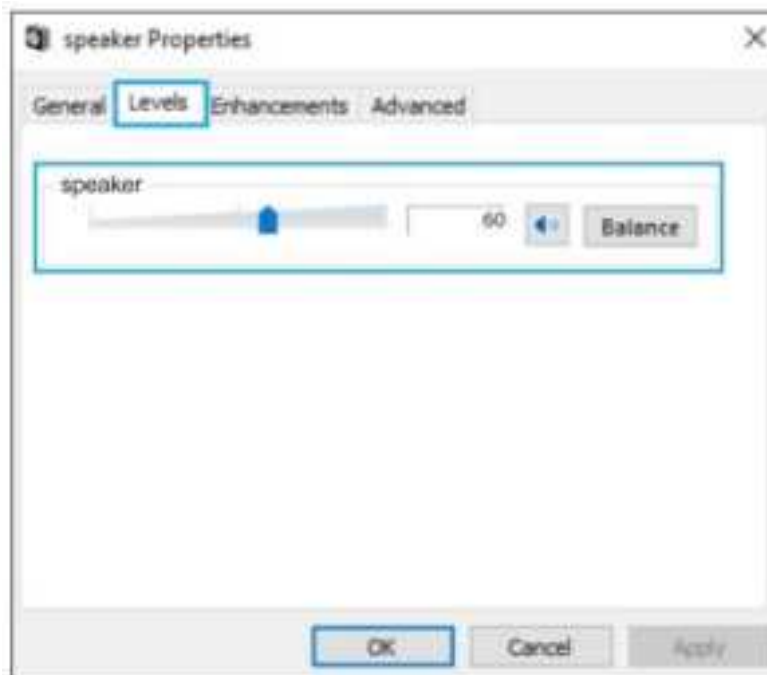 speaker Properties
General Levels Enhancements Advanced
speaker
60 Balance
OK Cancel Apply